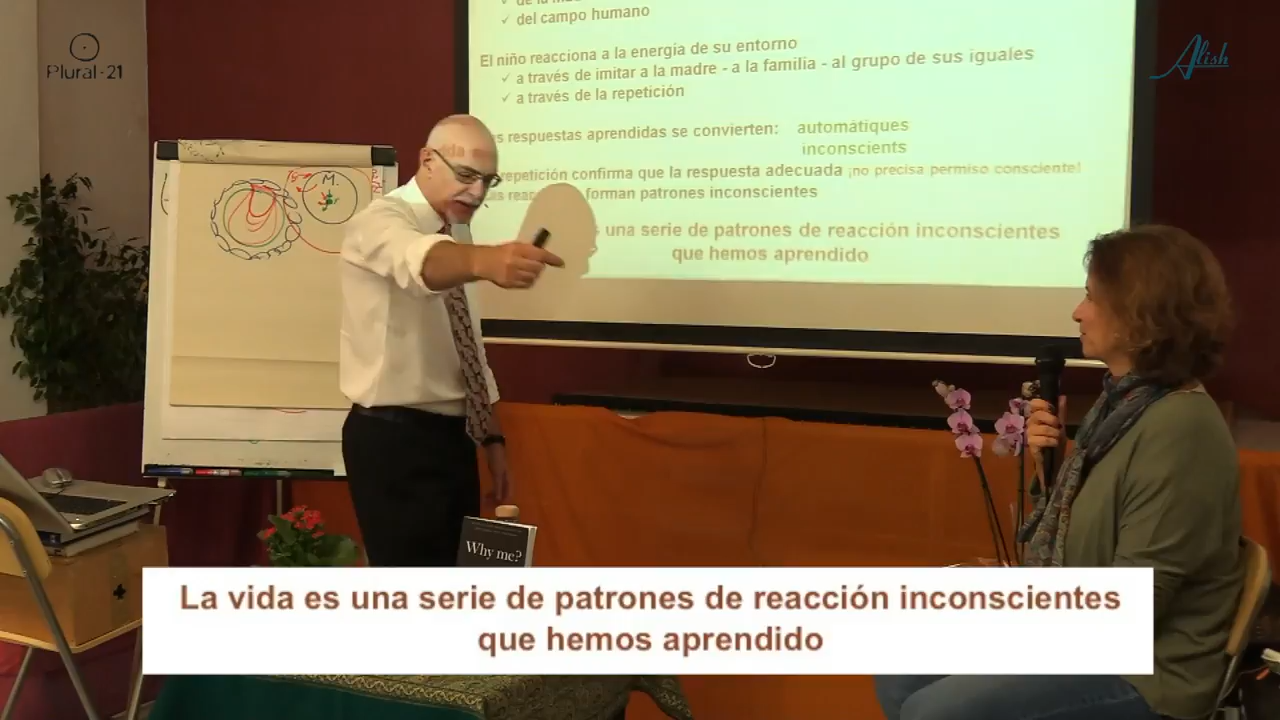 Plural-21
Alish
del campo humano
El niño reacciona a la energia de su entorno
a través de imitar a la madre - a la familia - al grupo de sus iguales
a través de la repetición
respuestas aprendidas se convierten: automàtiques
inconscients
repetición confirma que la respuesta adecuada ¡no precisa permiso consciente!
forman patrones inconscientes
una serie de patrones de reacción inconscientes
que hemos aprendido
M.
Why me?
La vida es una serie de patrones de reacción inconscientes
que hemos aprendido